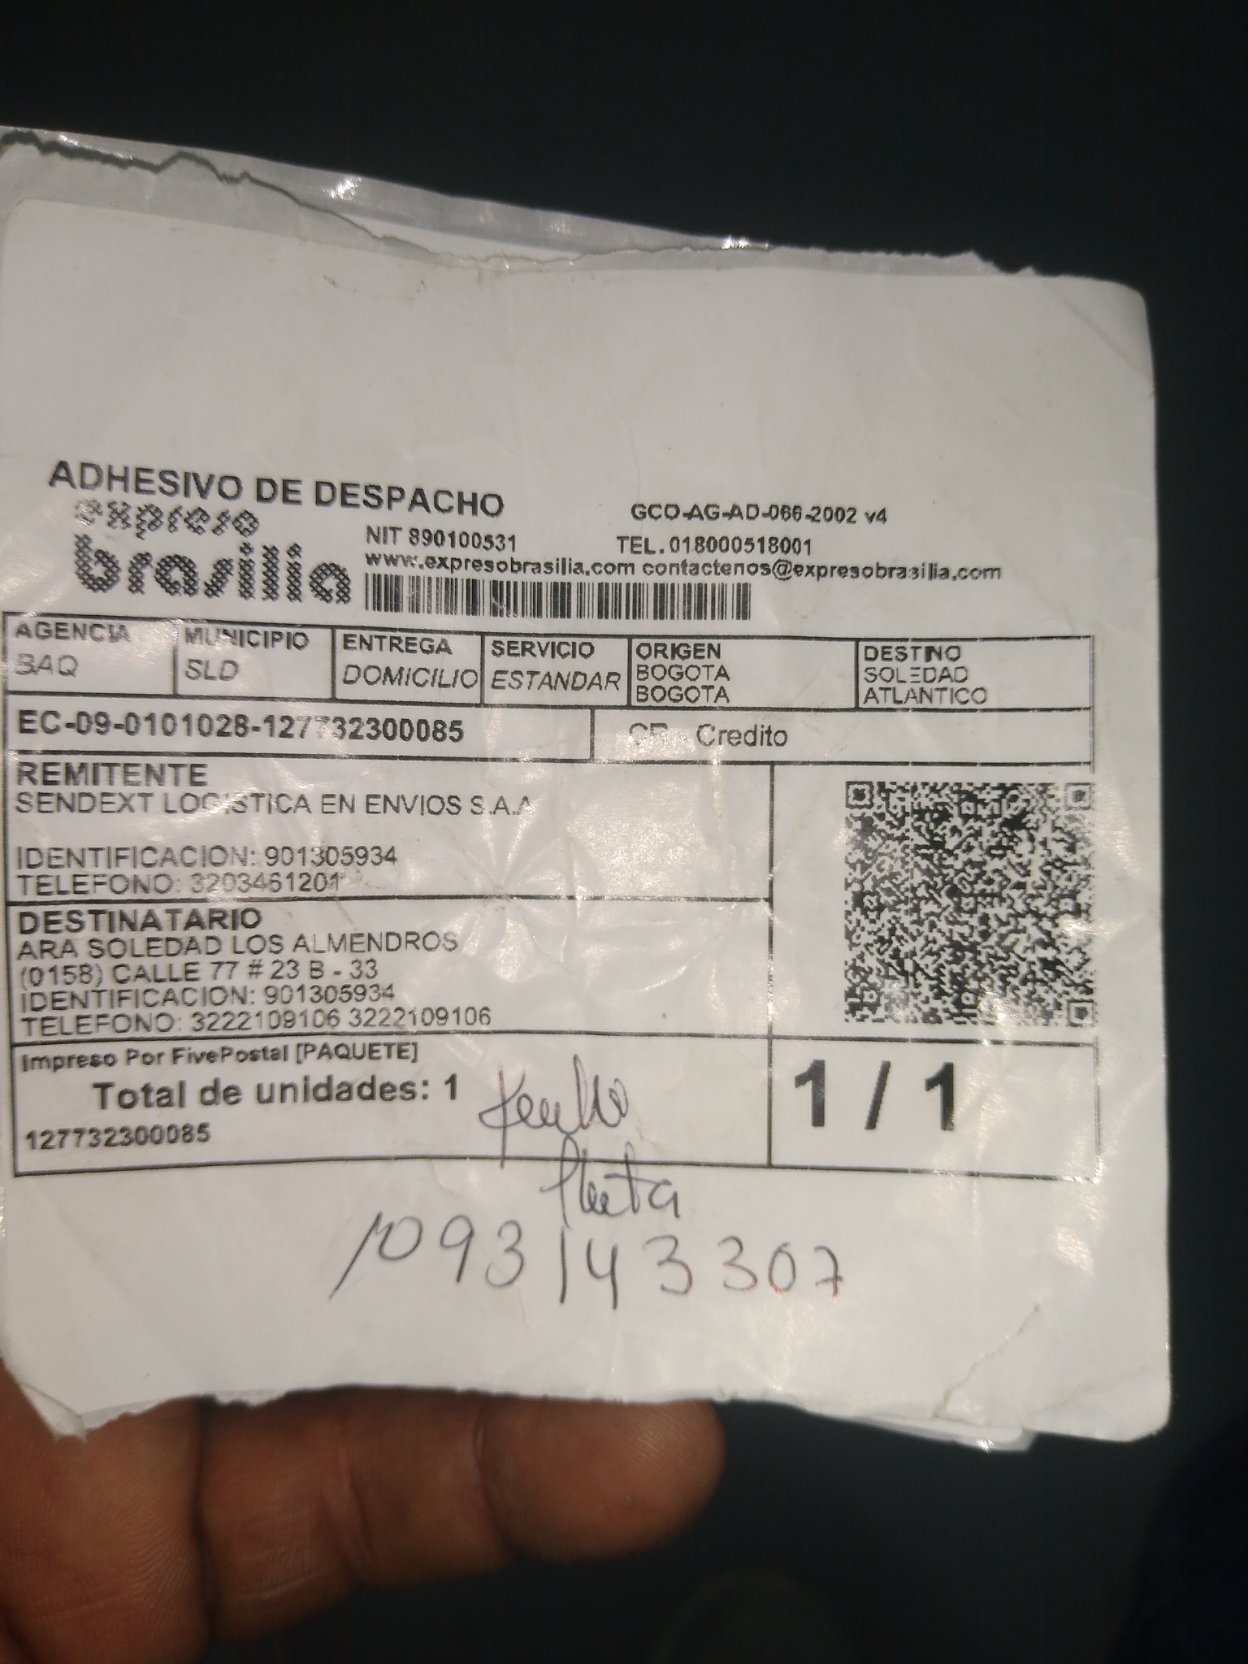 ADHESIVO DE DESPACHO
GCO-AG-AD-066-2002 v4
expreso
brasilia
NIT 890100531 TEL. 018000518001
www.expresobrasilia.com contactenos@expresobrasilia.com
AGENCIA MUNICIPIO ENTREGA SERVICIO ORIGEN DESTINO
BAQ SLD DOMICILIO ESTANDAR BOGOTA SOLEDAD
BOGOTA ATLANTICO
EC-09-0101028-127732300085 CR - Credito
REMITENTE
SENDEXT LOGISTICA EN ENVIOS S.A.A
IDENTIFICACION: 901305934
TELEFONO: 3203461201
DESTINATARIO
ARA SOLEDAD LOS ALMENDROS
(0158) CALLE 77 # 23 B - 33
IDENTIFICACION: 901305934
TELEFONO: 3222109106 3222109106
Impreso Por FivePostal [PAQUETE]
Total de unidades: 1
1 / 1
127732300085
1093143307